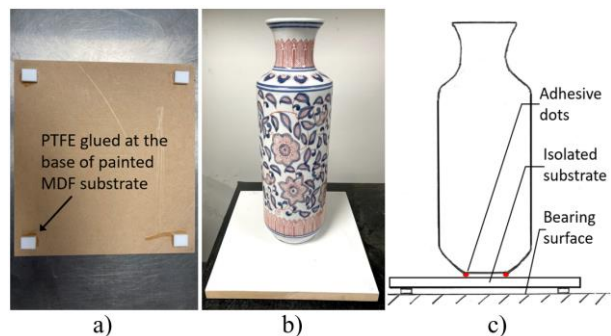 PTFE glued at the
base of painted
MDF substrate
Adhesive
dots
Isolated
substrate
Bearing
surface
a)
b)
c)